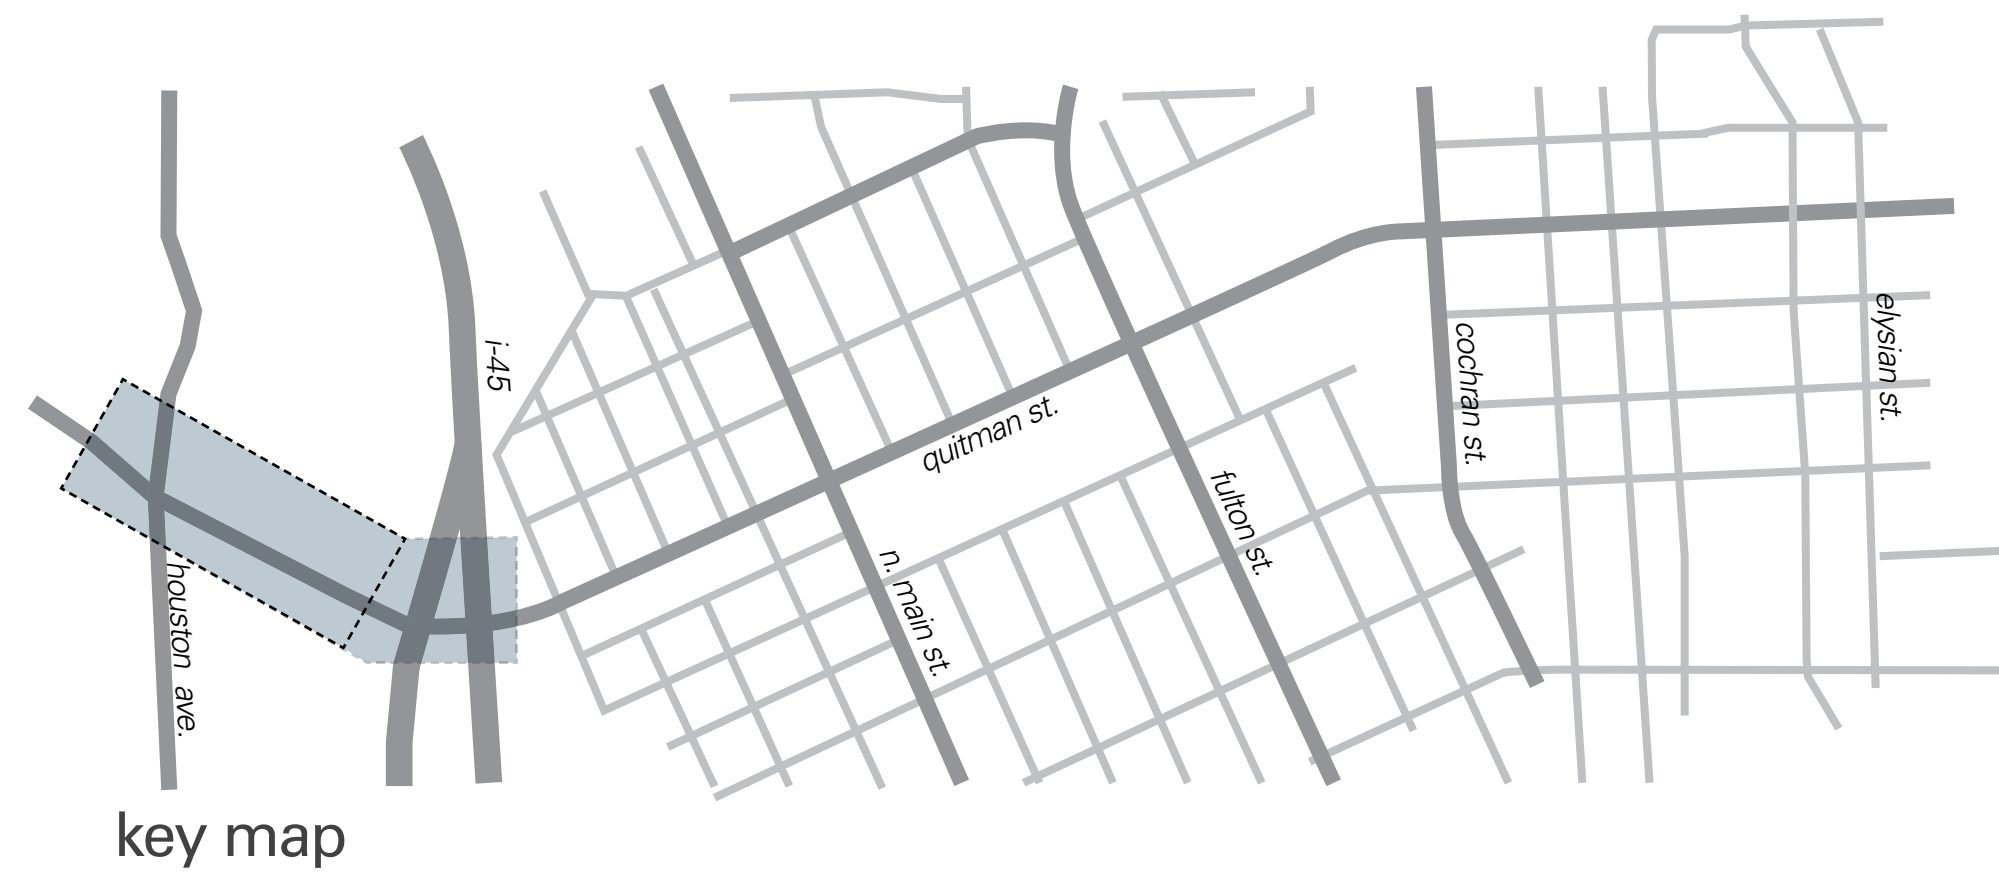 i-45
elysian st.
cochran st.
quitman st.
fulton st.
n. main st.
houston ave.
key map